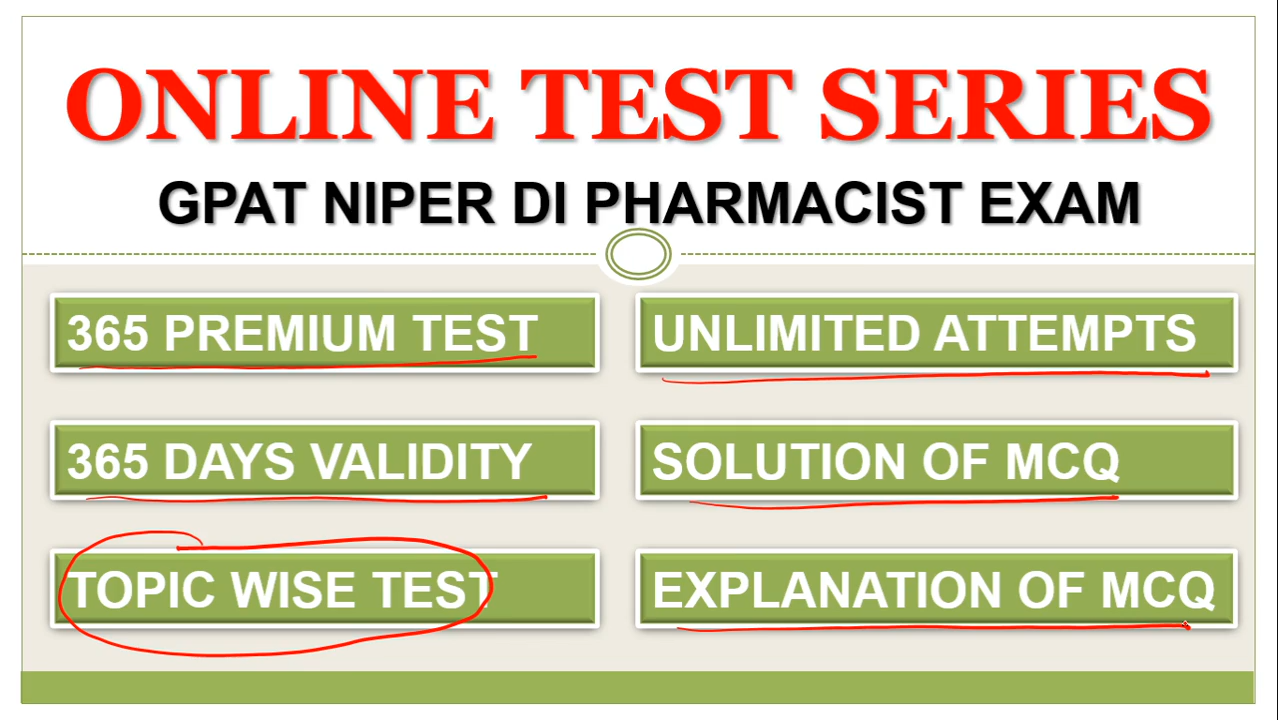 ONLINE TEST SERIES
GPAT NIPER DI PHARMACIST EXAM
365 PREMIUM TEST
UNLIMITED ATTEMPTS
365 DAYS VALIDITY
SOLUTION OF MCQ
TOPIC WISE TEST
EXPLANATION OF MCQ